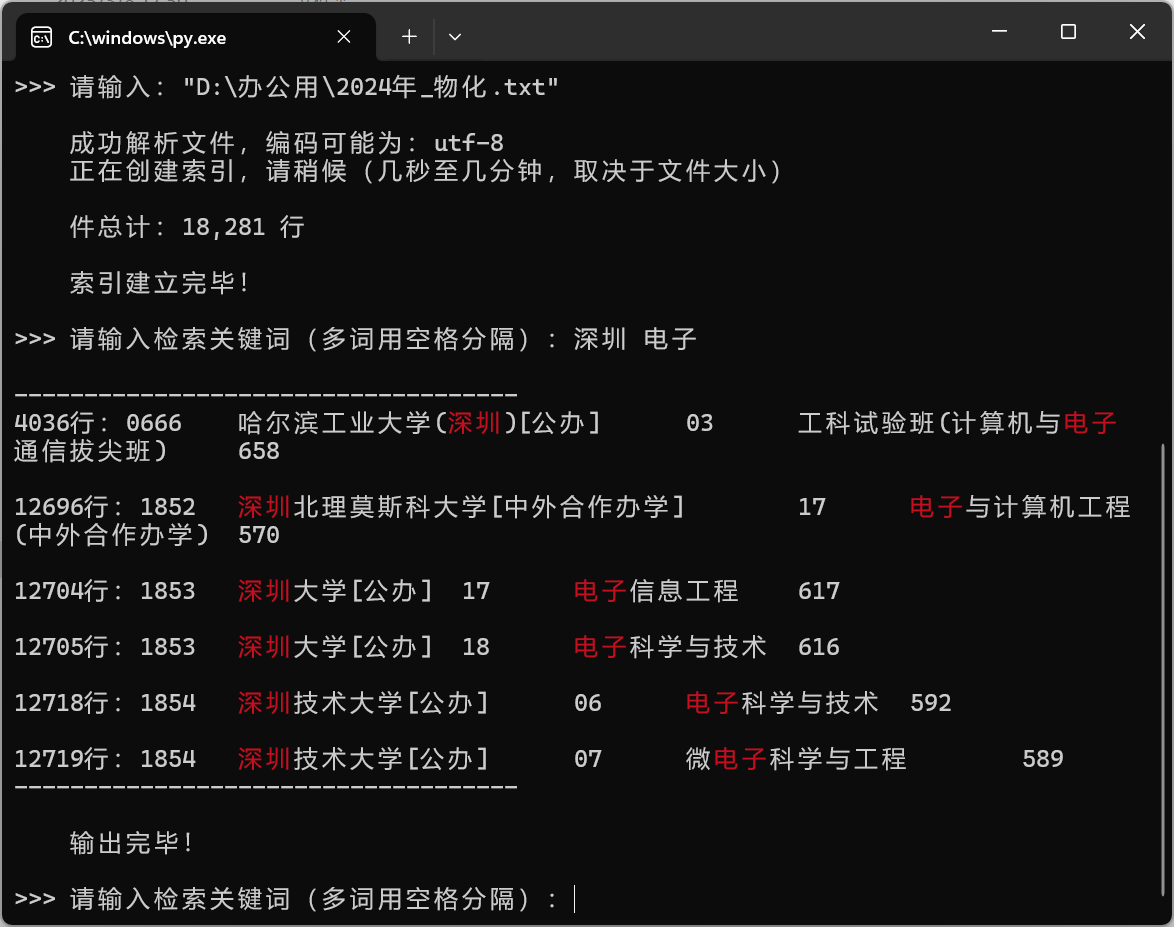 C:\windows\py.exe
>>> 请输入: "D:\办公用\2024年_物化.txt"
成功解析文件, 编码可能为: utf-8
正在创建索引, 请稍候 (几秒至几分钟, 取决于文件大小)
件总计: 18,281 行
索引建立完毕!
>>> 请输入检索关键词 (多词用空格分隔) : 深圳 电子
------------------------------------
4036行: 0666 哈尔滨工业大学(深圳)[公办] 03 工科试验班(计算机与电子
通信拔尖班) 658
12696行: 1852 深圳北理莫斯科大学[中外合作办学] 17 电子与计算机工程
(中外合作办学) 570
12704行: 1853 深圳大学[公办] 17 电子信息工程 617
12705行: 1853 深圳大学[公办] 18 电子科学与技术 616
12718行: 1854 深圳技术大学[公办] 06 电子科学与技术 592
12719行: 1854 深圳技术大学[公办] 07 微电子科学与工程 589
------------------------------------
输出完毕!
>>> 请输入检索关键词 (多词用空格分隔) :